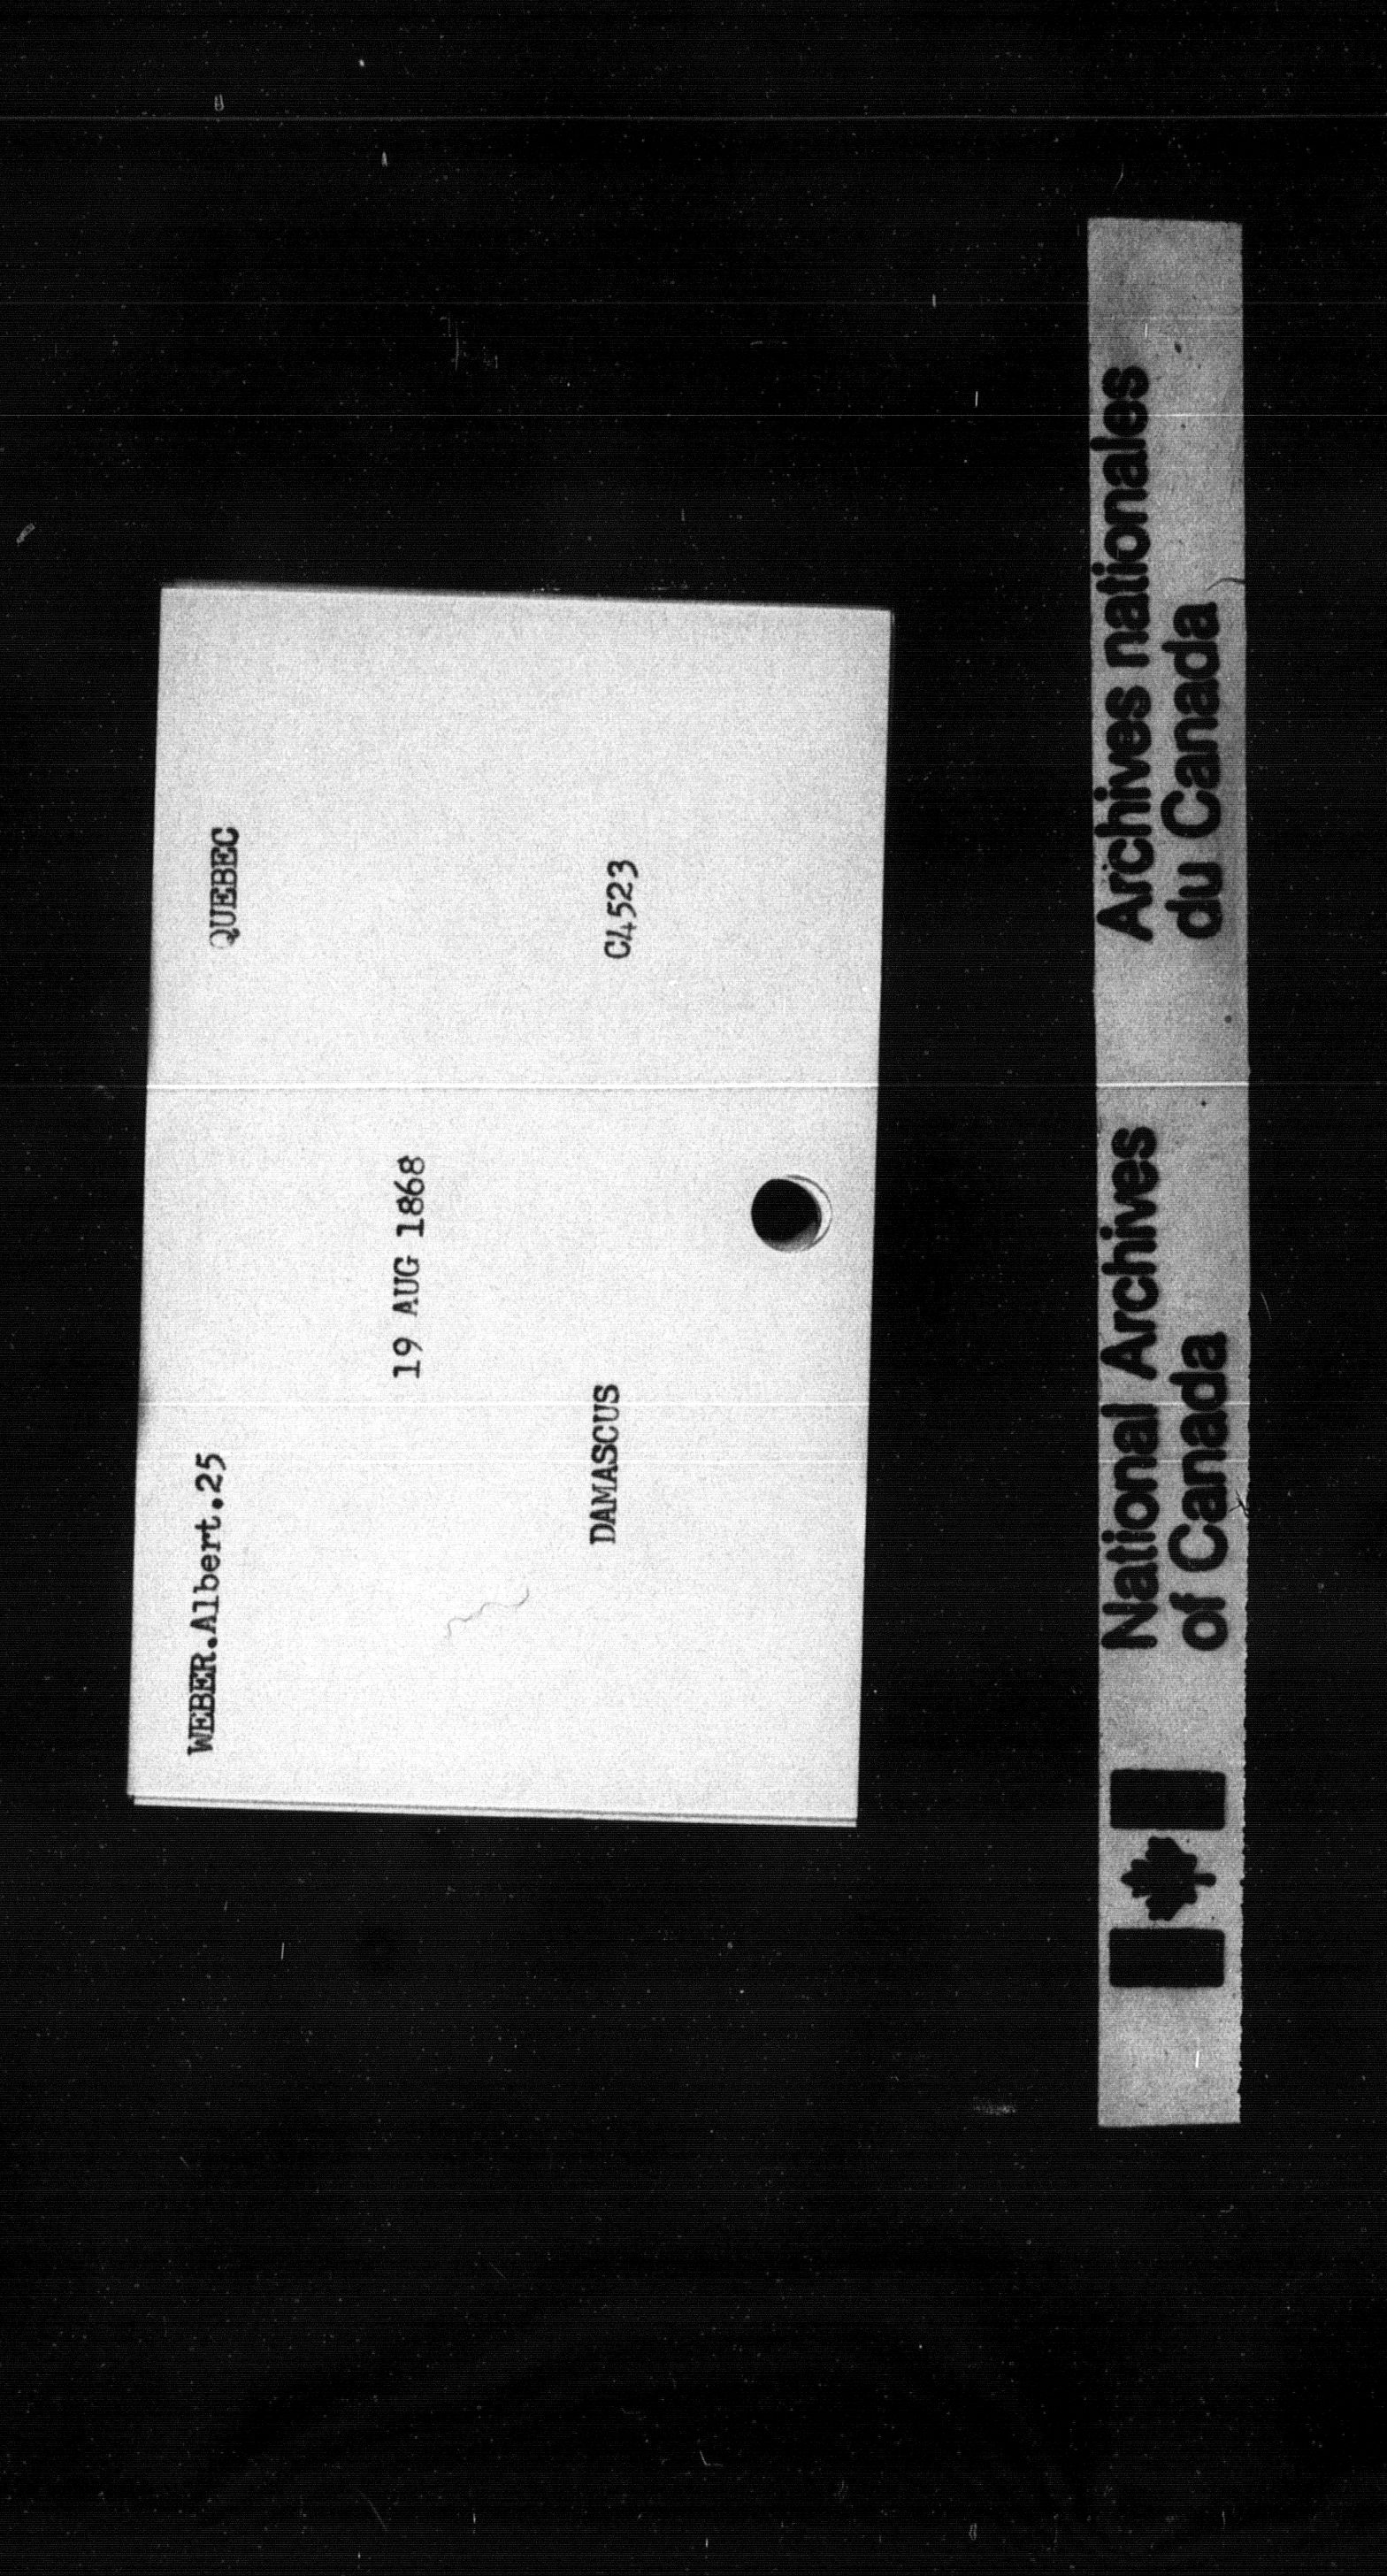 WEBER.Albert.25 QUEBEC
19 AUG 1868
DAMASCUS C4523
National Archives
of Canada
Archives nationales
du Canada